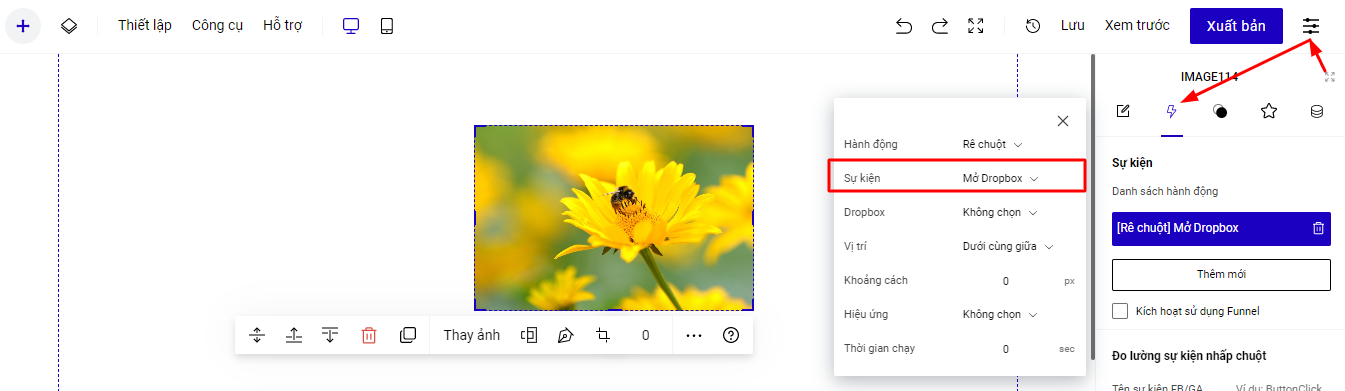 Thiết lập Công cụ Hỗ trợ Lưu Xem trước Xuất bản
IMAGE114
Hành động Rê chuột
Sự kiện Mở Dropbox
Dropbox Không chọn
Vị trí Dưới cùng giữa
Khoảng cách 0 px
Hiệu ứng Không chọn
Thời gian chạy 0 sec
Sự kiện
Danh sách hành động
[Rê chuột] Mở Dropbox
Thêm mới
Kích hoạt sử dụng Funnel
Đo lường sự kiện nhấp chuột
Tên sự kiện FB/GA Ví dụ: ButtonClick
Thay ảnh 0